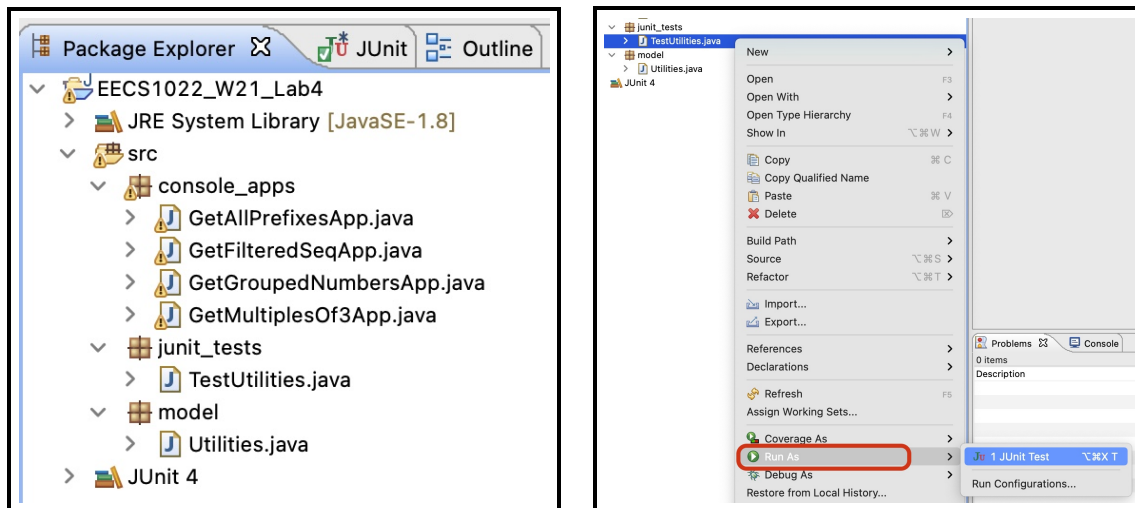 Package Explorer
JUnit
Outline
EECS1022_W21_Lab4
JRE System Library [JavaSE-1.8]
src
console_apps
GetAllPrefixesApp.java
GetFilteredSeqApp.java
GetGroupedNumbersApp.java
GetMultiplesOf3App.java
junit_tests
TestUtilities.java
model
Utilities.java
JUnit 4
junit_tests
TestUtilities.java
model
Utilities.java
JUnit 4
New
Open F3
Open With
Open Type Hierarchy F4
Show In ⌥⌘W
Copy ⌘C
Copy Qualified Name
Paste ⌘V
Delete ⌦
Build Path
Source ⌥⌘S
Refactor ⌥⌘T
Import...
Export...
References
Declarations
Refresh F5
Assign Working Sets...
Coverage As
Run As
Debug As
Restore from Local History...
1 JUnit Test ⌥⌘X T
Run Configurations...
Problems
Console
0 items
Description